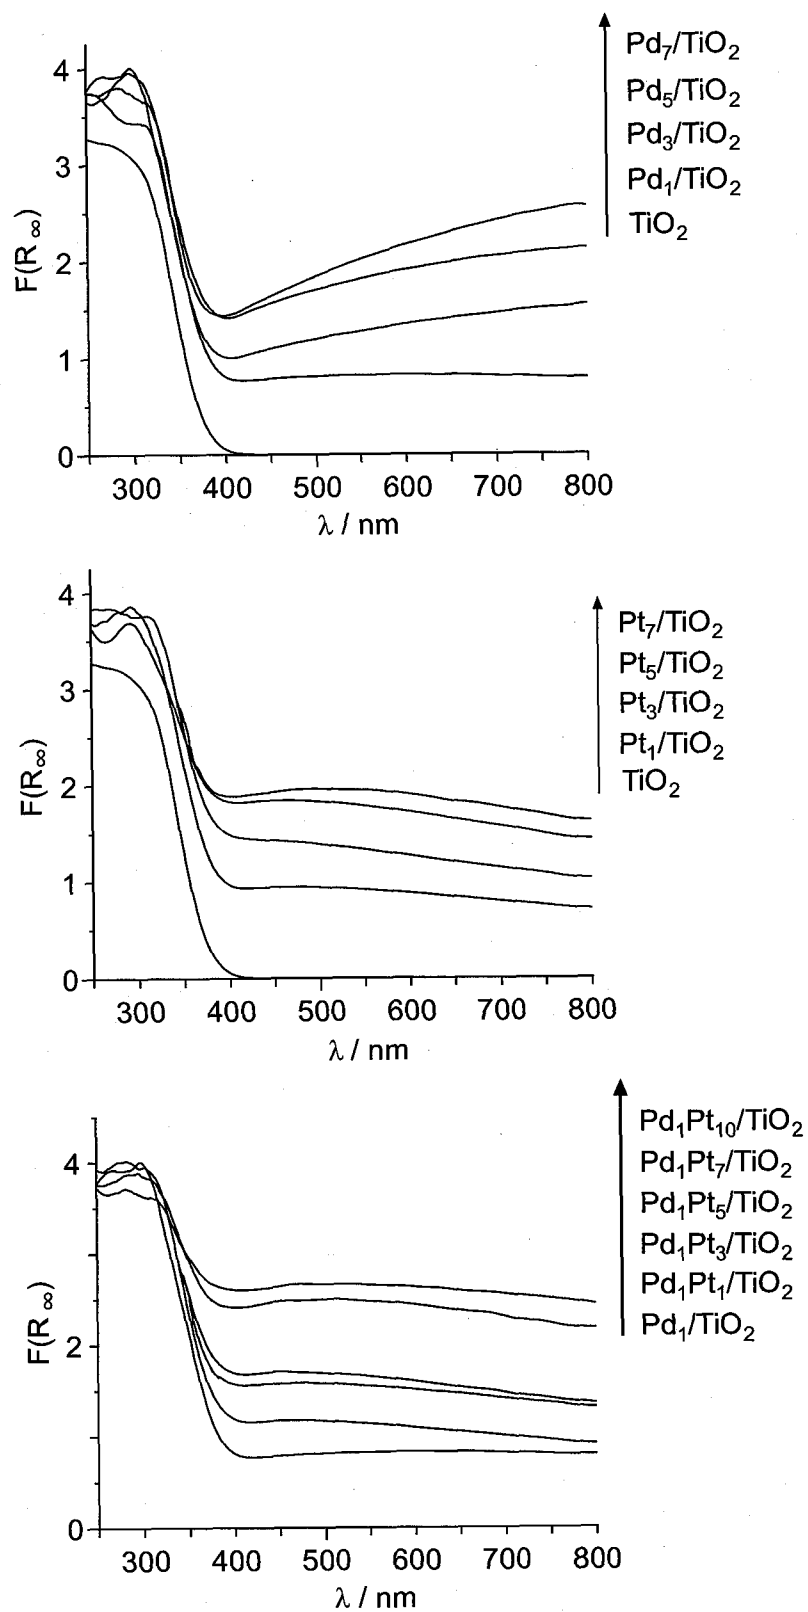 Pd₇/TiO₂
Pd₅/TiO₂
Pd₃/TiO₂
Pd₁/TiO₂
TiO₂
F(R∞)
4
3
2
1
0
300 400 500 600 700 800
λ / nm
Pt₇/TiO₂
Pt₅/TiO₂
Pt₃/TiO₂
Pt₁/TiO₂
TiO₂
F(R∞)
4
3
2
1
0
300 400 500 600 700 800
λ / nm
Pd₁Pt₁₀/TiO₂
Pd₁Pt₇/TiO₂
Pd₁Pt₅/TiO₂
Pd₁Pt₃/TiO₂
Pd₁Pt₁/TiO₂
Pd₁/TiO₂
F(R∞)
4
2
0
300 400 500 600 700 800
λ / nm